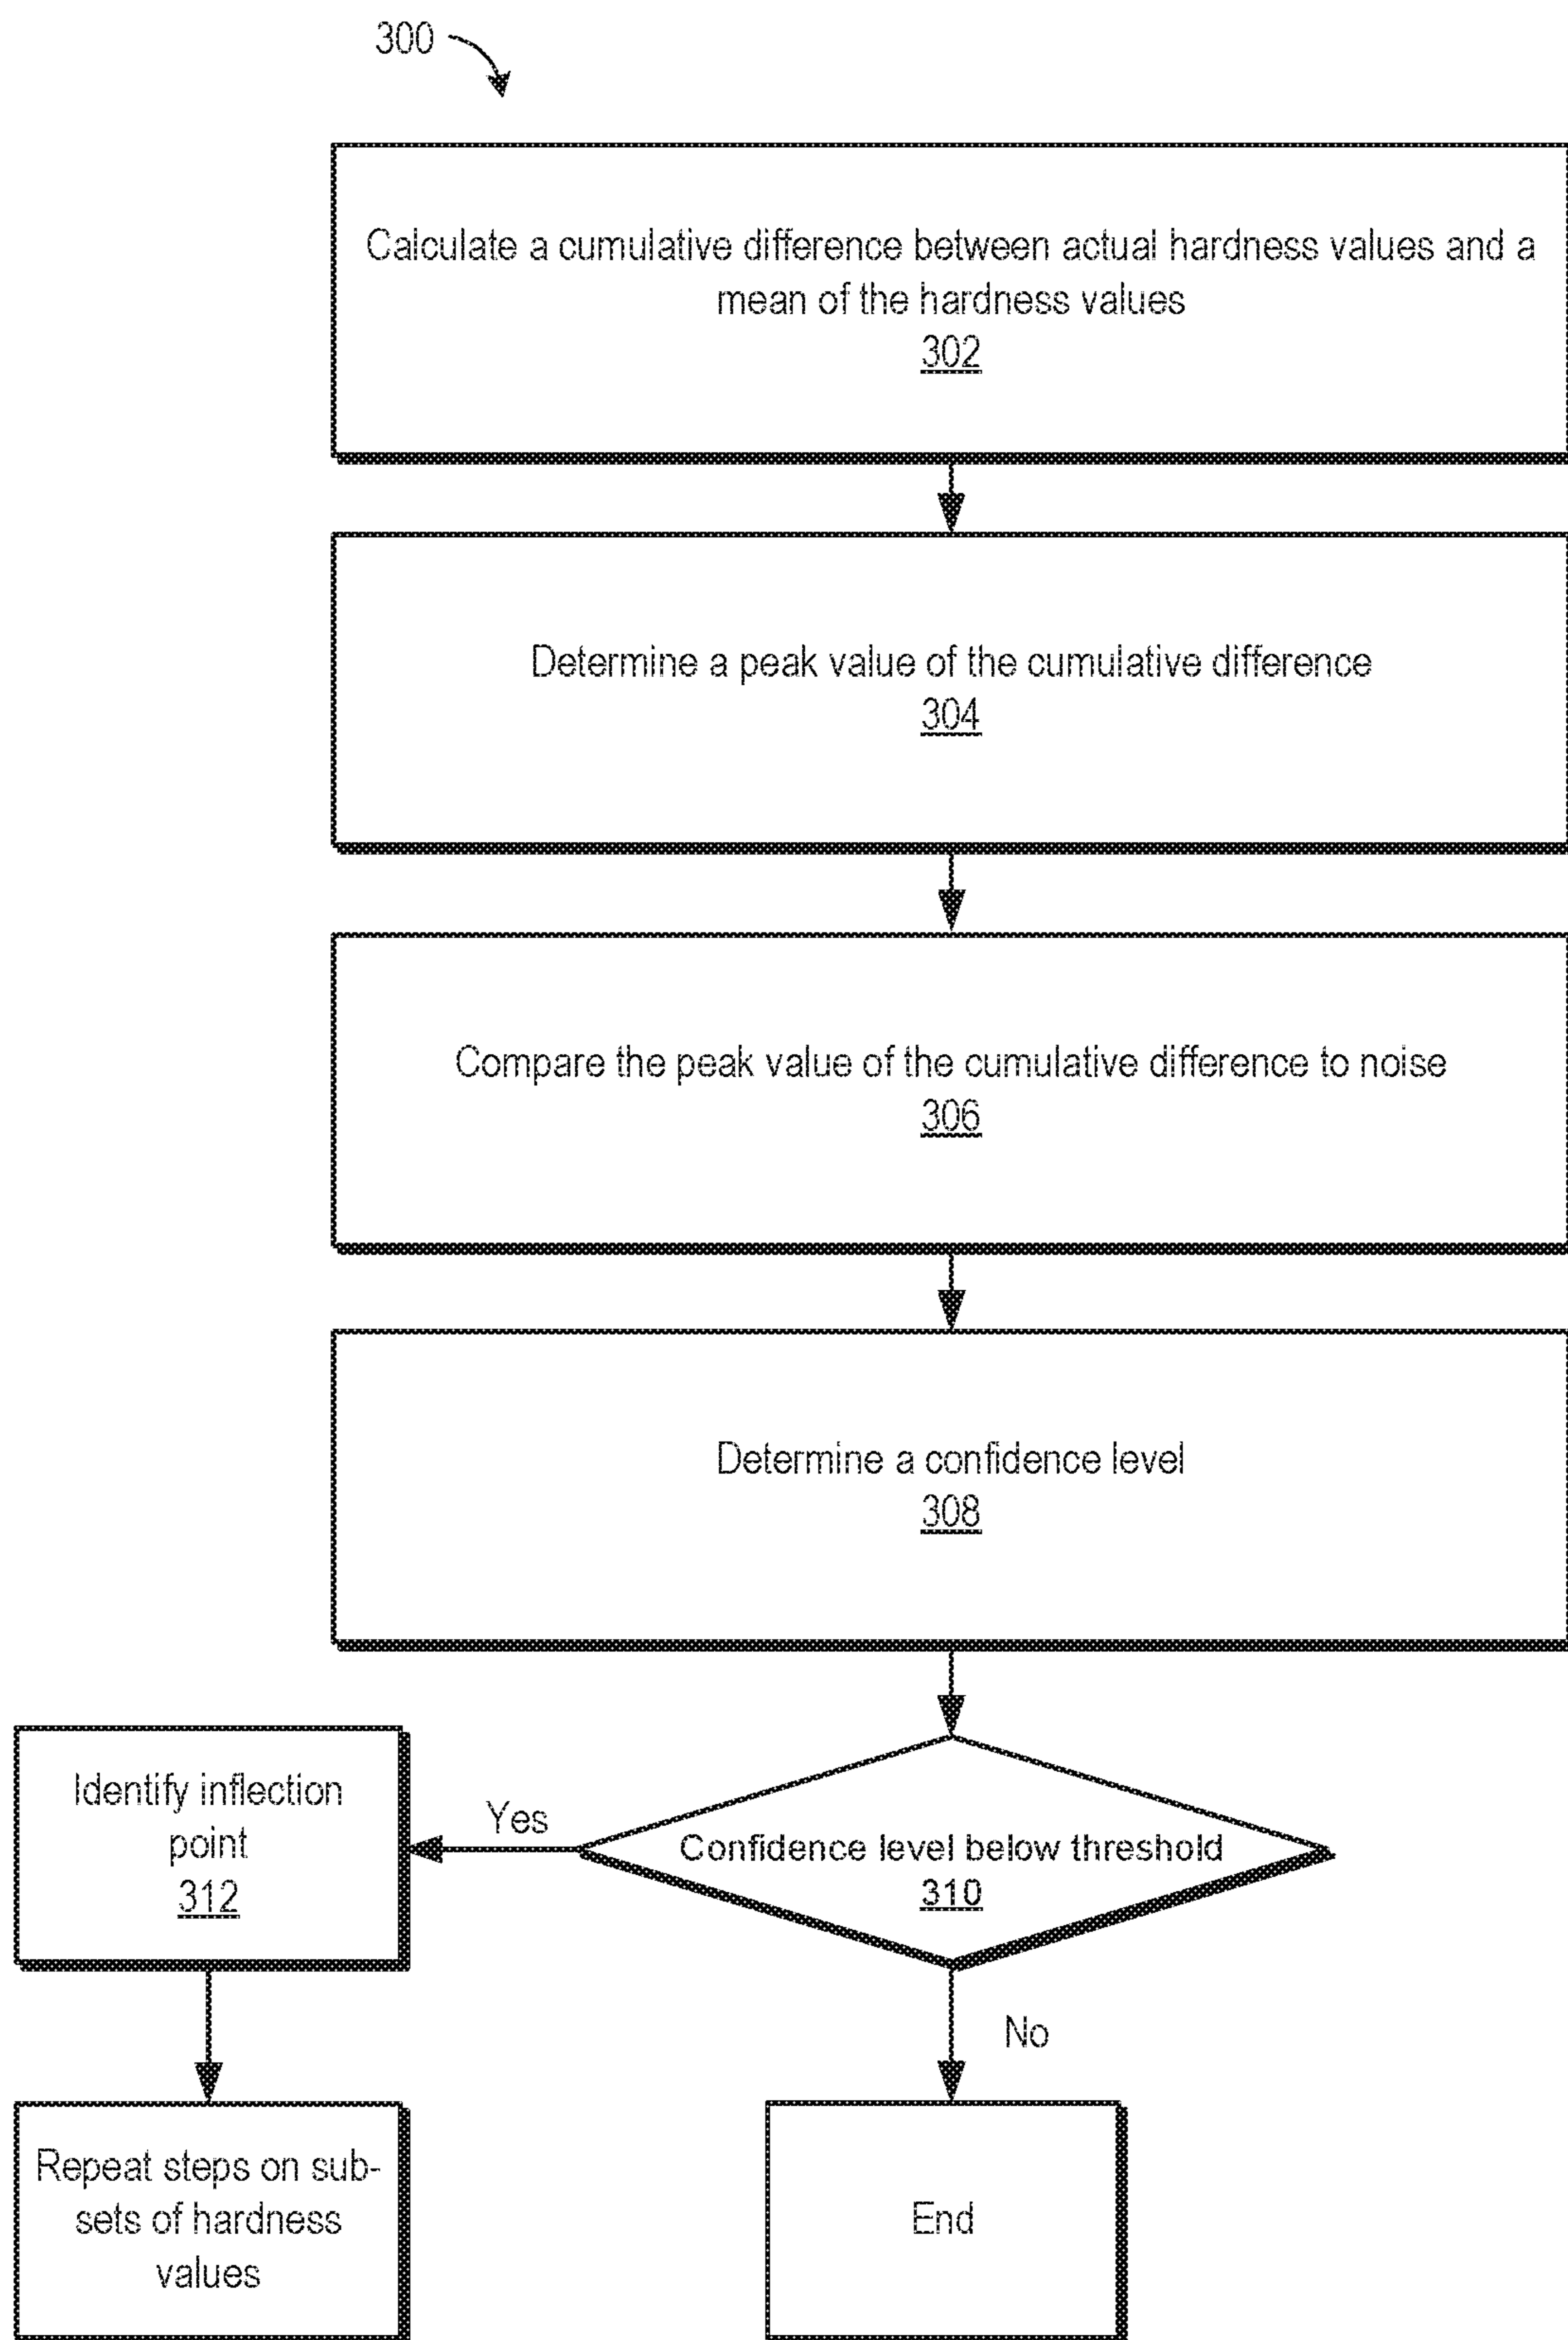 300
Calculate a cumulative difference between actual hardness values and a
mean of the hardness values
302
Determine a peak value of the cumulative difference
304
Compare the peak value of the cumulative difference to noise
306
Determine a confidence level
308
Confidence level below threshold
310
Yes
Identify inflection
point
312
No
Repeat steps on sub-
sets of hardness
values
End